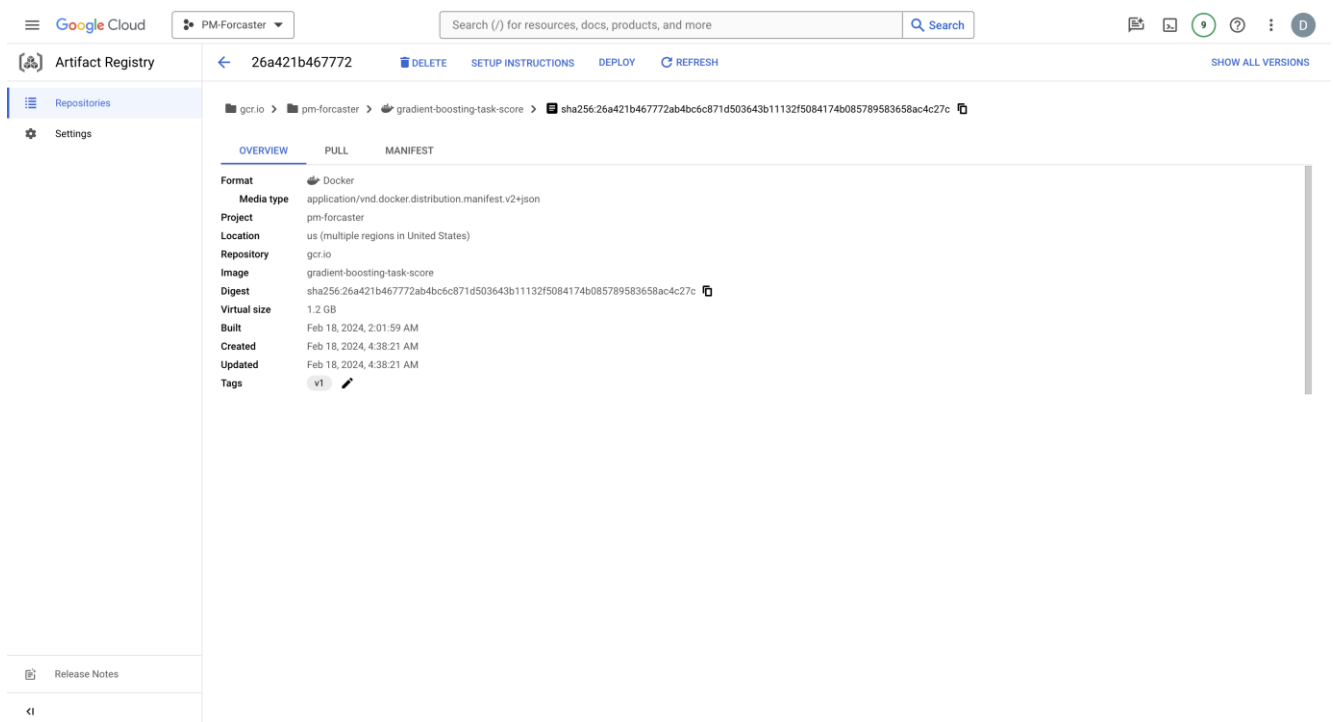 Google Cloud
PM-Forcaster
Search (/) for resources, docs, products, and more
Search
9
D
Artifact Registry
26a421b467772
DELETE
SETUP INSTRUCTIONS
DEPLOY
REFRESH
SHOW ALL VERSIONS
Repositories
Settings
gcr.io > pm-forcaster > gradient-boosting-task-score > sha256:26a421b467772ab4bc6c871d503643b11132f5084174b085789583658ac4c27c
OVERVIEW
PULL
MANIFEST
Format Docker
Media type application/vnd.docker.distribution.manifest.v2+json
Project pm-forcaster
Location us (multiple regions in United States)
Repository gcr.io
Image gradient-boosting-task-score
Digest sha256:26a421b467772ab4bc6c871d503643b11132f5084174b085789583658ac4c27c
Virtual size 1.2 GB
Built Feb 18, 2024, 2:01:59 AM
Created Feb 18, 2024, 4:38:21 AM
Updated Feb 18, 2024, 4:38:21 AM
Tags v1
Release Notes